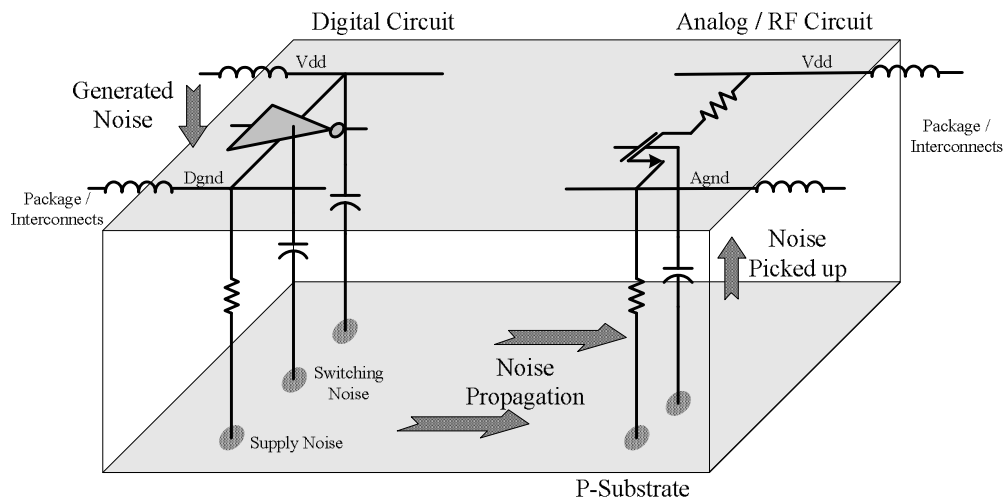 Digital Circuit
Analog / RF Circuit
Vdd
Vdd
Generated
Noise
Package /
Interconnects
Dgnd
Agnd
Package /
Interconnects
Noise
Picked up
Switching
Noise
Noise
Propagation
Supply Noise
P-Substrate